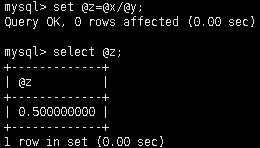 mysql> set @z=@x/@y;
Query OK, 0 rows affected (0.00 sec)
mysql> select @z;
+-------------+
| @z          |
+-------------+
| 0.500000000 |
+-------------+
1 row in set (0.00 sec)